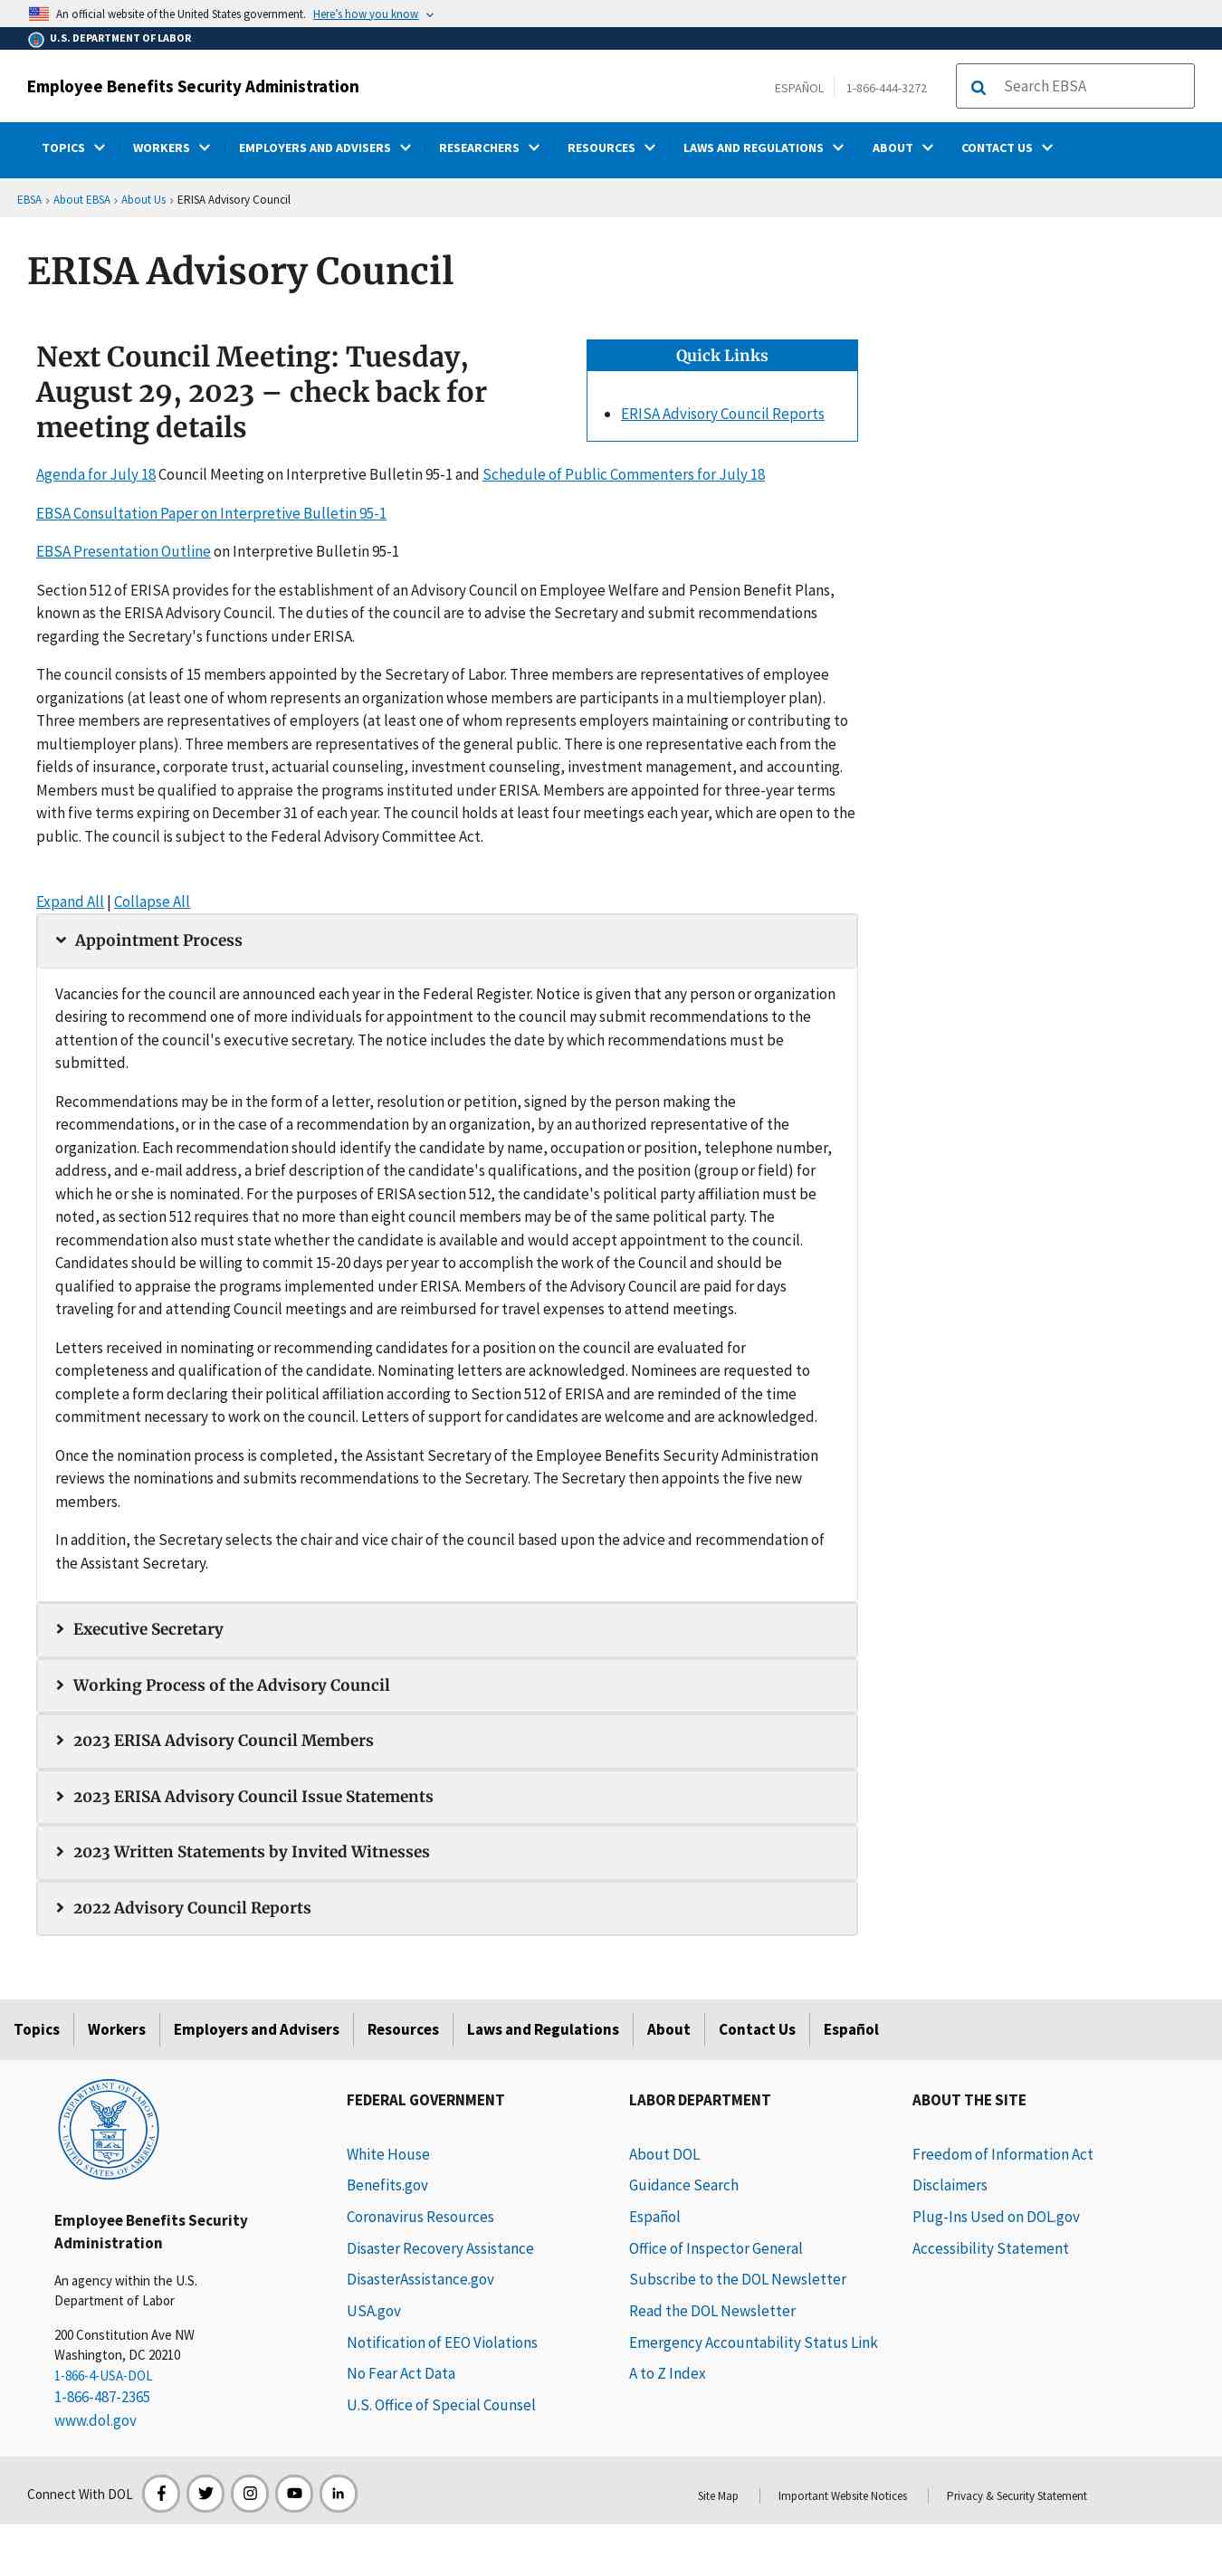 An official website of the United States government. Here's how you know
U.S. DEPARTMENT OF LABOR
Employee Benefits Security Administration
ESPAÑOL
1-866-444-3272
Search EBSA
TOPICS
WORKERS
EMPLOYERS AND ADVISERS
RESEARCHERS
RESOURCES
LAWS AND REGULATIONS
ABOUT
CONTACT US
EBSA › About EBSA › About Us › ERISA Advisory Council
ERISA Advisory Council
Next Council Meeting: Tuesday,
August 29, 2023 – check back for
meeting details
Quick Links
ERISA Advisory Council Reports
Agenda for July 18 Council Meeting on Interpretive Bulletin 95-1 and Schedule of Public Commenters for July 18
EBSA Consultation Paper on Interpretive Bulletin 95-1
EBSA Presentation Outline on Interpretive Bulletin 95-1
Section 512 of ERISA provides for the establishment of an Advisory Council on Employee Welfare and Pension Benefit Plans,
known as the ERISA Advisory Council. The duties of the council are to advise the Secretary and submit recommendations
regarding the Secretary's functions under ERISA.
The council consists of 15 members appointed by the Secretary of Labor. Three members are representatives of employee
organizations (at least one of whom represents an organization whose members are participants in a multiemployer plan).
Three members are representatives of employers (at least one of whom represents employers maintaining or contributing to
multiemployer plans). Three members are representatives of the general public. There is one representative each from the
fields of insurance, corporate trust, actuarial counseling, investment counseling, investment management, and accounting.
Members must be qualified to appraise the programs instituted under ERISA. Members are appointed for three-year terms
with five terms expiring on December 31 of each year. The council holds at least four meetings each year, which are open to the
public. The council is subject to the Federal Advisory Committee Act.
Expand All | Collapse All
Appointment Process
Vacancies for the council are announced each year in the Federal Register. Notice is given that any person or organization
desiring to recommend one of more individuals for appointment to the council may submit recommendations to the
attention of the council's executive secretary. The notice includes the date by which recommendations must be
submitted.
Recommendations may be in the form of a letter, resolution or petition, signed by the person making the
recommendations, or in the case of a recommendation by an organization, by an authorized representative of the
organization. Each recommendation should identify the candidate by name, occupation or position, telephone number,
address, and e-mail address, a brief description of the candidate's qualifications, and the position (group or field) for
which he or she is nominated. For the purposes of ERISA section 512, the candidate's political party affiliation must be
noted, as section 512 requires that no more than eight council members may be of the same political party. The
recommendation also must state whether the candidate is available and would accept appointment to the council.
Candidates should be willing to commit 15-20 days per year to accomplish the work of the Council and should be
qualified to appraise the programs implemented under ERISA. Members of the Advisory Council are paid for days
traveling for and attending Council meetings and are reimbursed for travel expenses to attend meetings.
Letters received in nominating or recommending candidates for a position on the council are evaluated for
completeness and qualification of the candidate. Nominating letters are acknowledged. Nominees are requested to
complete a form declaring their political affiliation according to Section 512 of ERISA and are reminded of the time
commitment necessary to work on the council. Letters of support for candidates are welcome and are acknowledged.
Once the nomination process is completed, the Assistant Secretary of the Employee Benefits Security Administration
reviews the nominations and submits recommendations to the Secretary. The Secretary then appoints the five new
members.
In addition, the Secretary selects the chair and vice chair of the council based upon the advice and recommendation of
the Assistant Secretary.
Executive Secretary
Working Process of the Advisory Council
2023 ERISA Advisory Council Members
2023 ERISA Advisory Council Issue Statements
2023 Written Statements by Invited Witnesses
2022 Advisory Council Reports
Topics
Workers
Employers and Advisers
Resources
Laws and Regulations
About
Contact Us
Español
DEPARTMENT OF LABOR
UNITED STATES OF AMERICA
Employee Benefits Security
Administration
An agency within the U.S.
Department of Labor
200 Constitution Ave NW
Washington, DC 20210
1-866-4-USA-DOL
1-866-487-2365
www.dol.gov
FEDERAL GOVERNMENT
White House
Benefits.gov
Coronavirus Resources
Disaster Recovery Assistance
DisasterAssistance.gov
USA.gov
Notification of EEO Violations
No Fear Act Data
U.S. Office of Special Counsel
LABOR DEPARTMENT
About DOL
Guidance Search
Español
Office of Inspector General
Subscribe to the DOL Newsletter
Read the DOL Newsletter
Emergency Accountability Status Link
A to Z Index
ABOUT THE SITE
Freedom of Information Act
Disclaimers
Plug-Ins Used on DOL.gov
Accessibility Statement
Connect With DOL
Site Map
Important Website Notices
Privacy & Security Statement